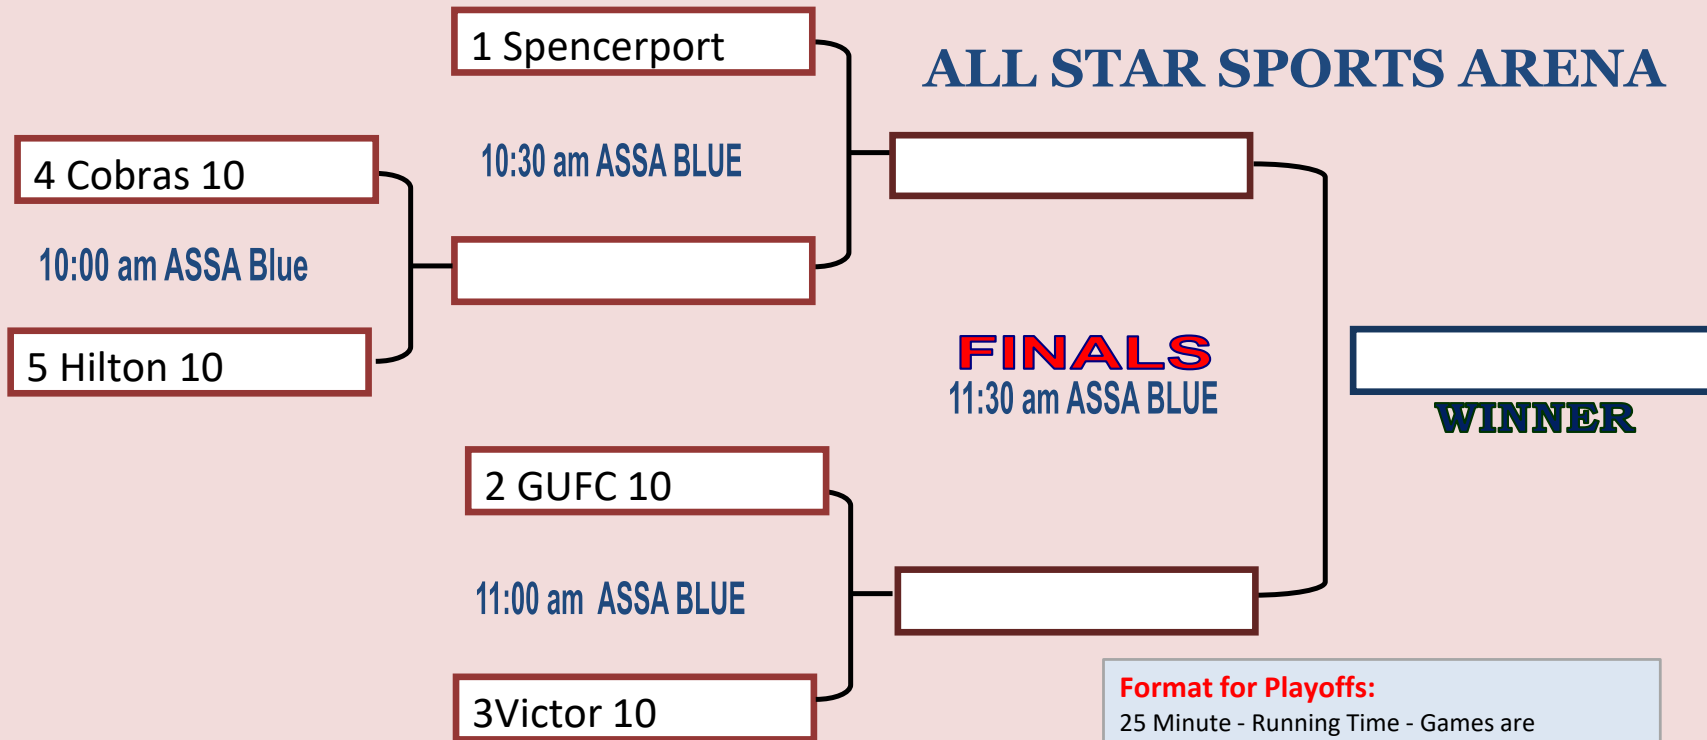 1 Spencerport
ALL STAR SPORTS ARENA
10:30 am ASSA BLUE
4 Cobras 10
10:00 am ASSA Blue
5 Hilton 10
FINALS
11:30 am ASSA BLUE
WINNER
2 GUFC 10
11:00 am ASSA BLUE
3Victor 10
Format for Playoffs:
25 Minute - Running Time - Games are